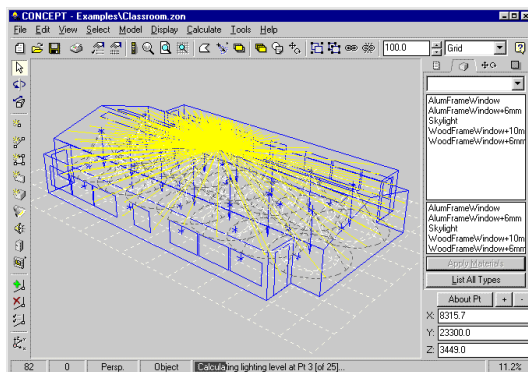 CONCEPT - Examples\Classroom.zon
File Edit View Select Model Display Calculate Tools Help
100.0 Grid
AlumFrameWindow
AlumFrameWindow+6mm
Skylight
WoodFrameWindow+10m
WoodFrameWindow+6mm
AlumFrameWindow
AlumFrameWindow+6mm
Skylight
WoodFrameWindow+10m
WoodFrameWindow+6mm
Apply Materials
List All Types
About Pt + -
X: 8315.7
Y: 23300.0
Z: 3449.0
82 0 Persp. Object Calculating lighting level at Pt 3 [of 25]... 11.2%